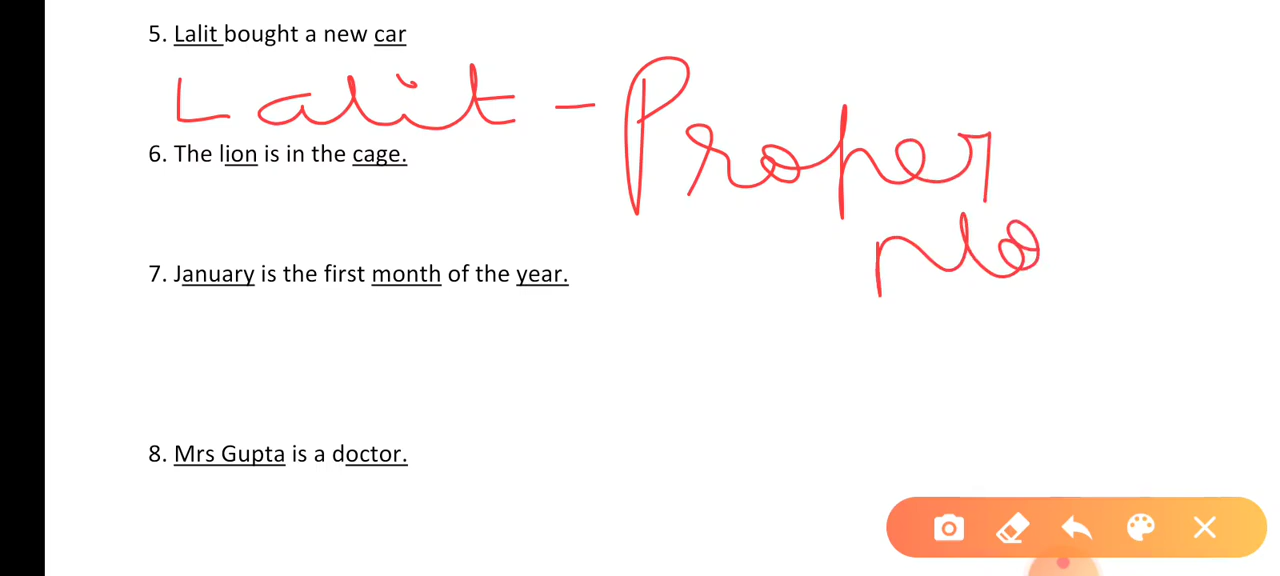 5. Lalit bought a new car
Lalit - Proper
6. The lion is in the cage.
No
7. January is the first month of the year.
8. Mrs Gupta is a doctor.